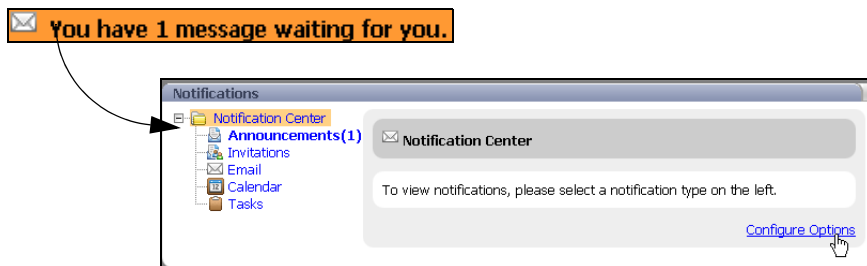 You have 1 message waiting for you.
Notifications
Notification Center
Announcements(1)
Invitations
Email
Calendar
Tasks
Notification Center
To view notifications, please select a notification type on the left.
Configure Options